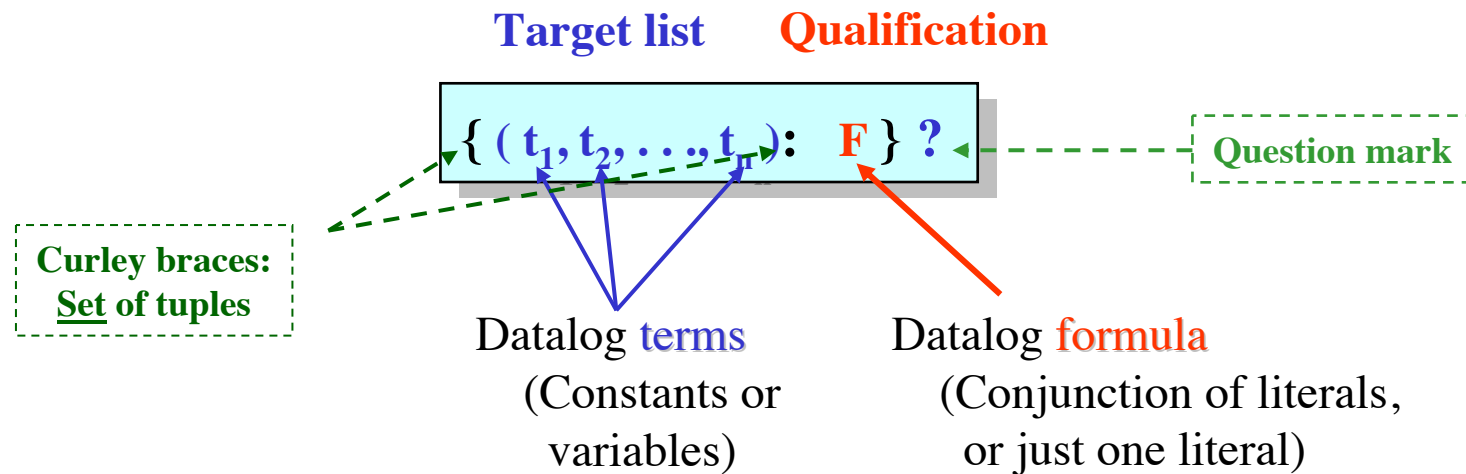 Target list Qualification
{ ( t1, t2, . . ., tn ): F } ?
Question mark
Curley braces:
Set of tuples
Datalog terms
(Constants or
variables)
Datalog formula
(Conjunction of literals,
or just one literal)